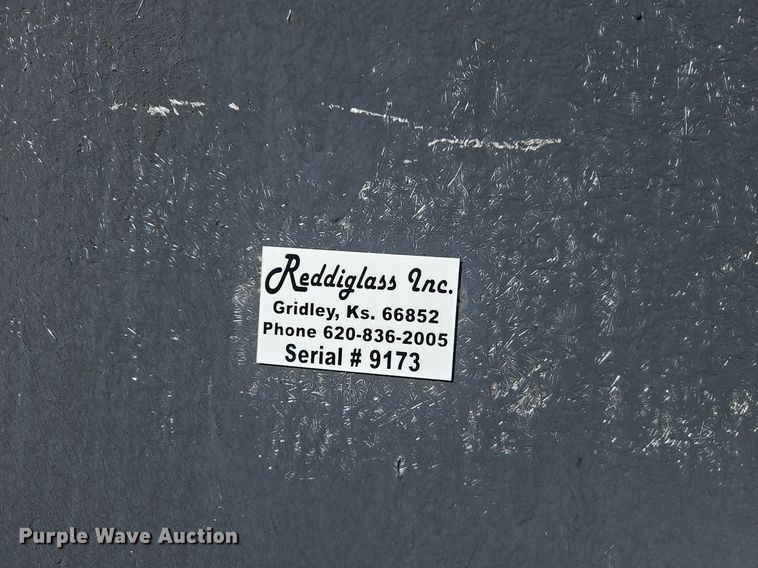 Reddiglass Inc.
Gridley, Ks. 66852
Phone 620-836-2005
Serial # 9173
Purple Wave Auction